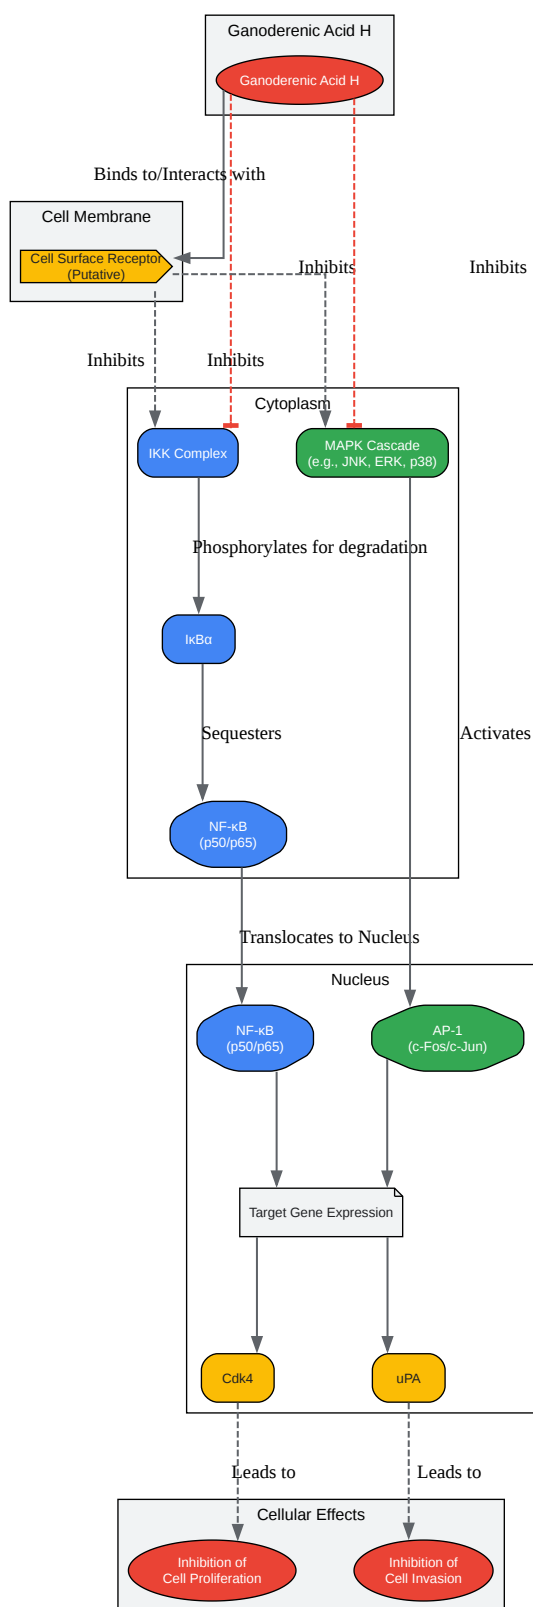 Ganoderenic Acid H
Ganoderenic Acid H
Binds to/Interacts with
Cell Membrane
Cell Surface Receptor
(Putative)
Inhibits
Inhibits
Inhibits
Inhibits
Cytoplasm
IKK Complex
MAPK Cascade
(e.g., JNK, ERK, p38)
Phosphorylates for degradation
IκBα
Sequesters
Activates
NF-κB
(p50/p65)
Translocates to Nucleus
Nucleus
NF-κB
(p50/p65)
AP-1
(c-Fos/c-Jun)
Target Gene Expression
Cdk4
uPA
Leads to
Leads to
Cellular Effects
Inhibition of
Cell Proliferation
Inhibition of
Cell Invasion